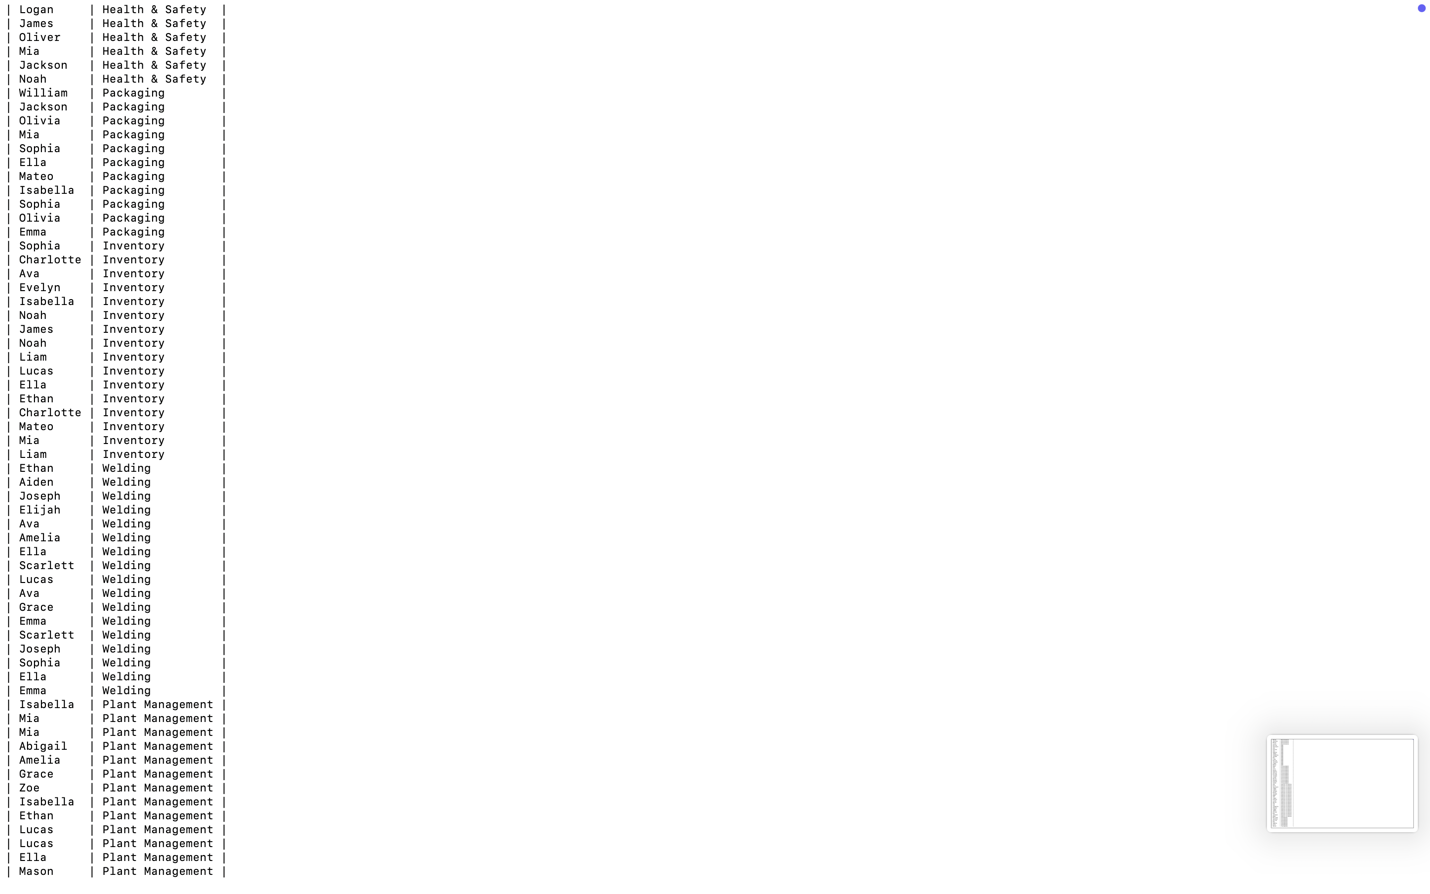 | Logan     | Health & Safety  |
| James     | Health & Safety  |
| Oliver    | Health & Safety  |
| Mia       | Health & Safety  |
| Jackson   | Health & Safety  |
| Noah      | Health & Safety  |
| William   | Packaging        |
| Jackson   | Packaging        |
| Olivia    | Packaging        |
| Mia       | Packaging        |
| Sophia    | Packaging        |
| Ella      | Packaging        |
| Mateo     | Packaging        |
| Isabella  | Packaging        |
| Sophia    | Packaging        |
| Olivia    | Packaging        |
| Emma      | Packaging        |
| Sophia    | Inventory        |
| Charlotte | Inventory        |
| Ava       | Inventory        |
| Evelyn    | Inventory        |
| Isabella  | Inventory        |
| Noah      | Inventory        |
| James     | Inventory        |
| Noah      | Inventory        |
| Liam      | Inventory        |
| Lucas     | Inventory        |
| Ella      | Inventory        |
| Ethan     | Inventory        |
| Charlotte | Inventory        |
| Mateo     | Inventory        |
| Mia       | Inventory        |
| Liam      | Inventory        |
| Ethan     | Welding          |
| Aiden     | Welding          |
| Joseph    | Welding          |
| Elijah    | Welding          |
| Ava       | Welding          |
| Amelia    | Welding          |
| Ella      | Welding          |
| Scarlett  | Welding          |
| Lucas     | Welding          |
| Ava       | Welding          |
| Grace     | Welding          |
| Emma      | Welding          |
| Scarlett  | Welding          |
| Joseph    | Welding          |
| Sophia    | Welding          |
| Ella      | Welding          |
| Emma      | Welding          |
| Isabella  | Plant Management |
| Mia       | Plant Management |
| Mia       | Plant Management |
| Abigail   | Plant Management |
| Amelia    | Plant Management |
| Grace     | Plant Management |
| Zoe       | Plant Management |
| Isabella  | Plant Management |
| Ethan     | Plant Management |
| Lucas     | Plant Management |
| Lucas     | Plant Management |
| Ella      | Plant Management |
| Mason     | Plant Management |